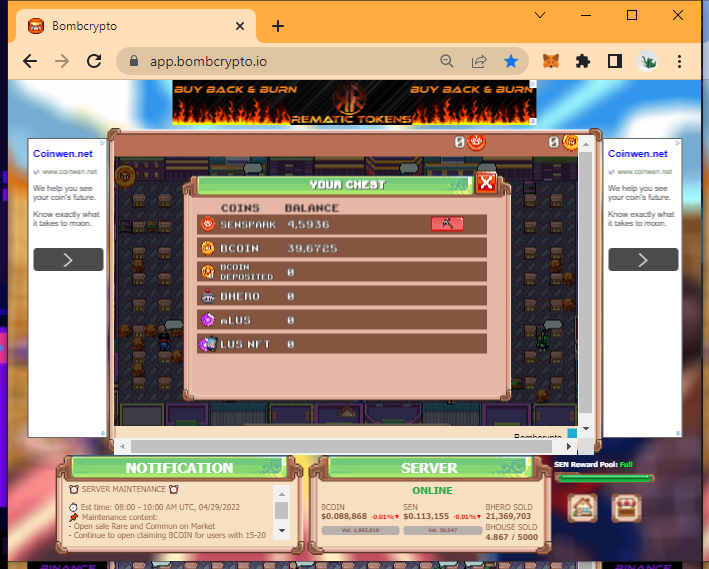 Bombcrypto
app.bombcrypto.io
BUY BACK & BURN BUY BACK & BURN
REMATIC TOKENS
Coinwen.net
www.coinwen.net
We help you see
your coin's future.
Know exactly what
it takes to moon.
0 0
YOUR CHEST
COINS BALANCE
SENSPARK 4,5936
BCOIN 39,6725
BCOIN
DEPOSITED 0
BHERO 0
mLUS 0
LUS NFT 0
Coinwen.net
www.coinwen.net
We help you see
your coin's future.
Know exactly what
it takes to moon.
Bombcrypto
NOTIFICATION
SERVER MAINTENANCE
Est time: 08:00 - 10:00 AM UTC, 04/29/2022
Maintenance content:
- Open sale Rare and Common on Market
- Continue to open claiming BCOIN for users with 15-20
SERVER
ONLINE
BCOIN SEN BHERO SOLD
$0.088,868 -0.01% $0.113,155 -0.01% 21,369,703
BHOUSE SOLD
4.867 / 5000
SEN Reward Pool: Full
BINANCE